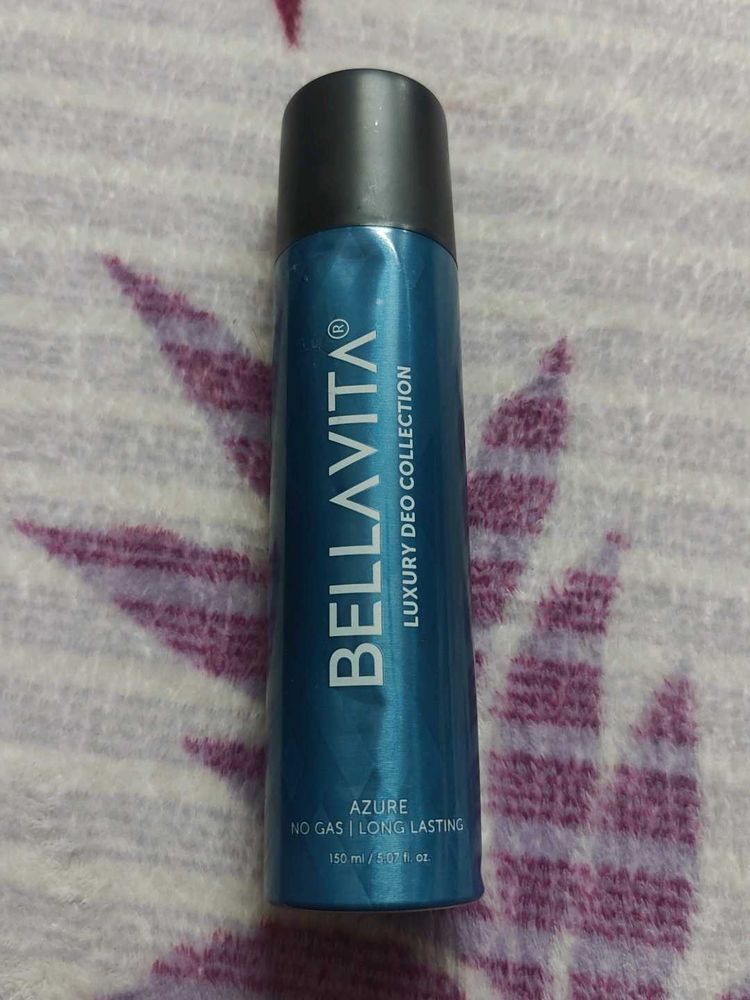 BELLAVITA®
LUXURY DEO COLLECTION
AZURE
NO GAS | LONG LASTING
150 ml / 5.07 fl. oz.